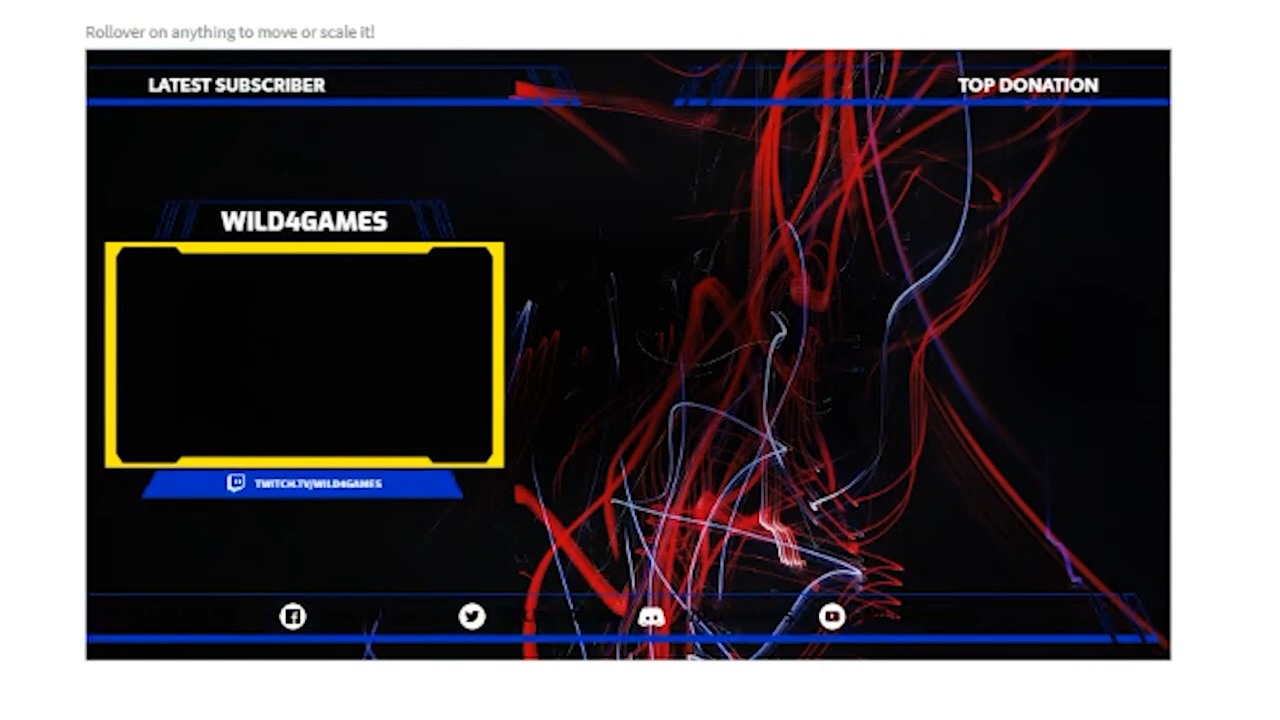 Rollover on anything to move or scale it!
LATEST SUBSCRIBER
TOP DONATION
WILD4GAMES
TWITCH.TV/WILD4GAMES